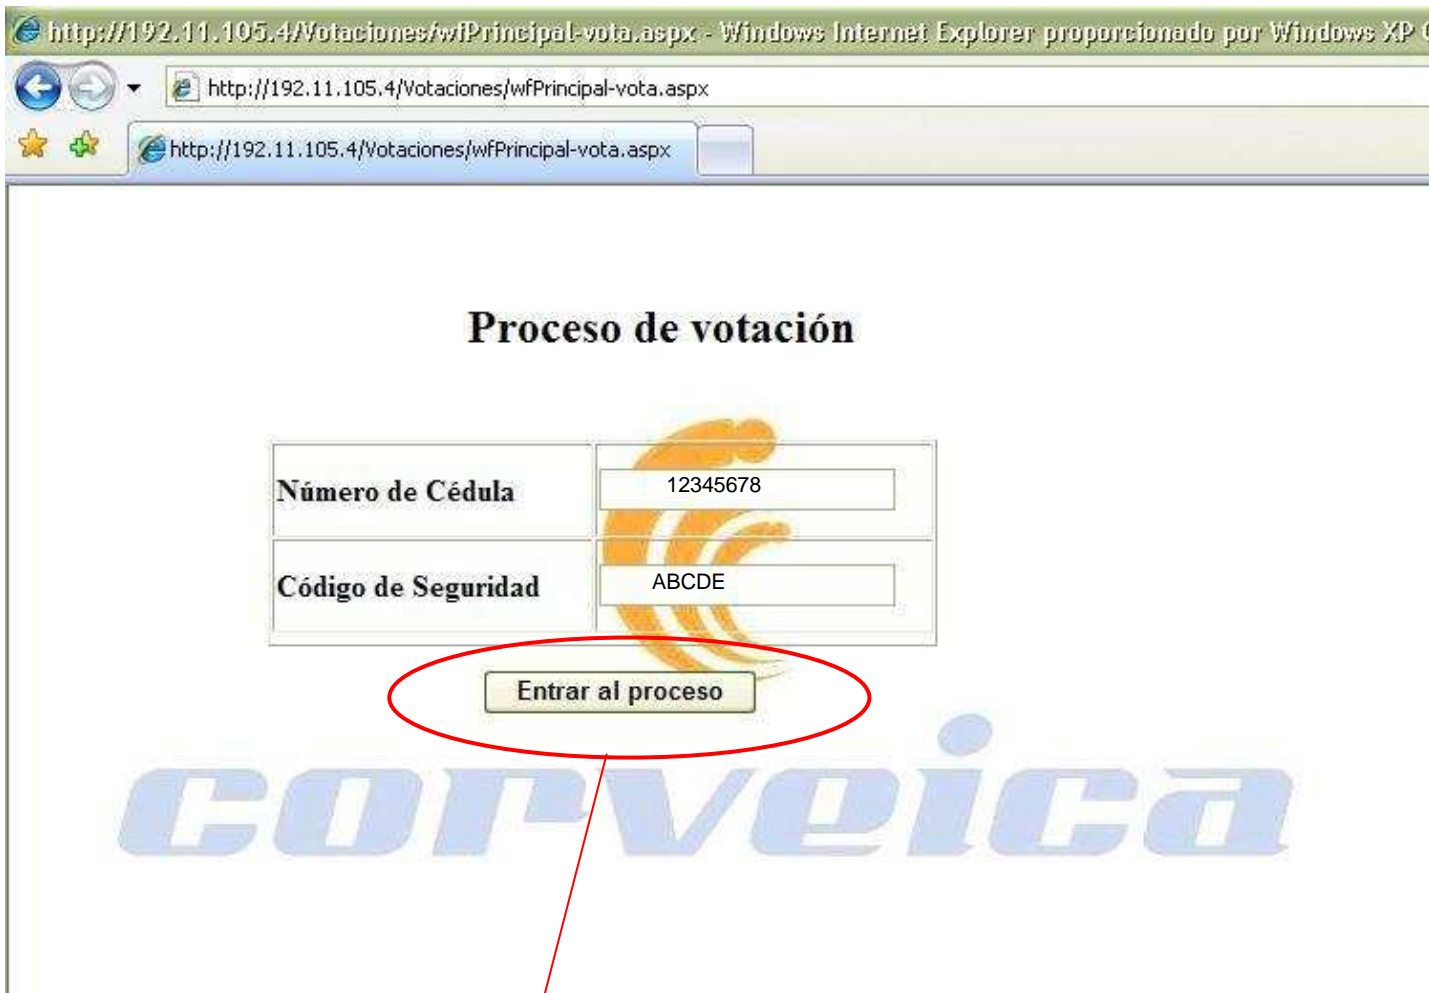 http://192.11.105.4/Votaciones/wfPrincipal-vota.aspx - Windows Internet Explorer proporcionado por Windows XP
http://192.11.105.4/Votaciones/wfPrincipal-vota.aspx
http://192.11.105.4/Votaciones/wfPrincipal-vota.aspx
Proceso de votación
Número de Cédula 12345678
Código de Seguridad ABCDE
Entrar al proceso
corveica